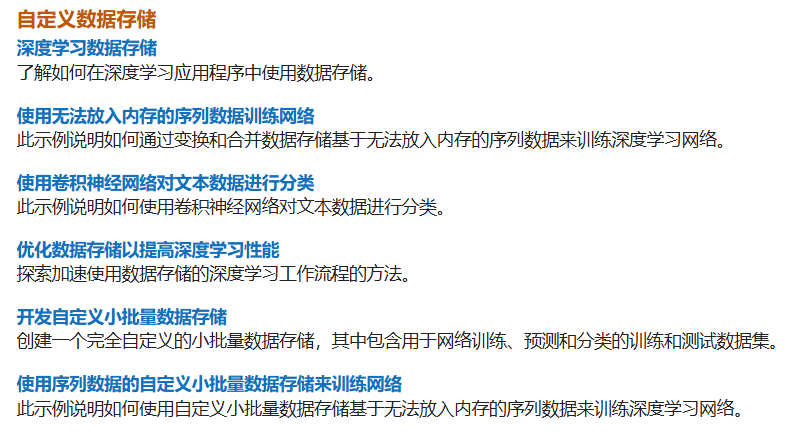 自定义数据存储
深度学习数据存储
了解如何在深度学习应用程序中使用数据存储。
使用无法放入内存的序列数据训练网络
此示例说明如何通过变换和合并数据存储基于无法放入内存的序列数据来训练深度学习网络。
使用卷积神经网络对文本数据进行分类
此示例说明如何使用卷积神经网络对文本数据进行分类。
优化数据存储以提高深度学习性能
探索加速使用数据存储的深度学习工作流程的方法。
开发自定义小批量数据存储
创建一个完全自定义的小批量数据存储，其中包含用于网络训练、预测和分类的训练和测试数据集。
使用序列数据的自定义小批量数据存储来训练网络
此示例说明如何使用自定义小批量数据存储基于无法放入内存的序列数据来训练深度学习网络。